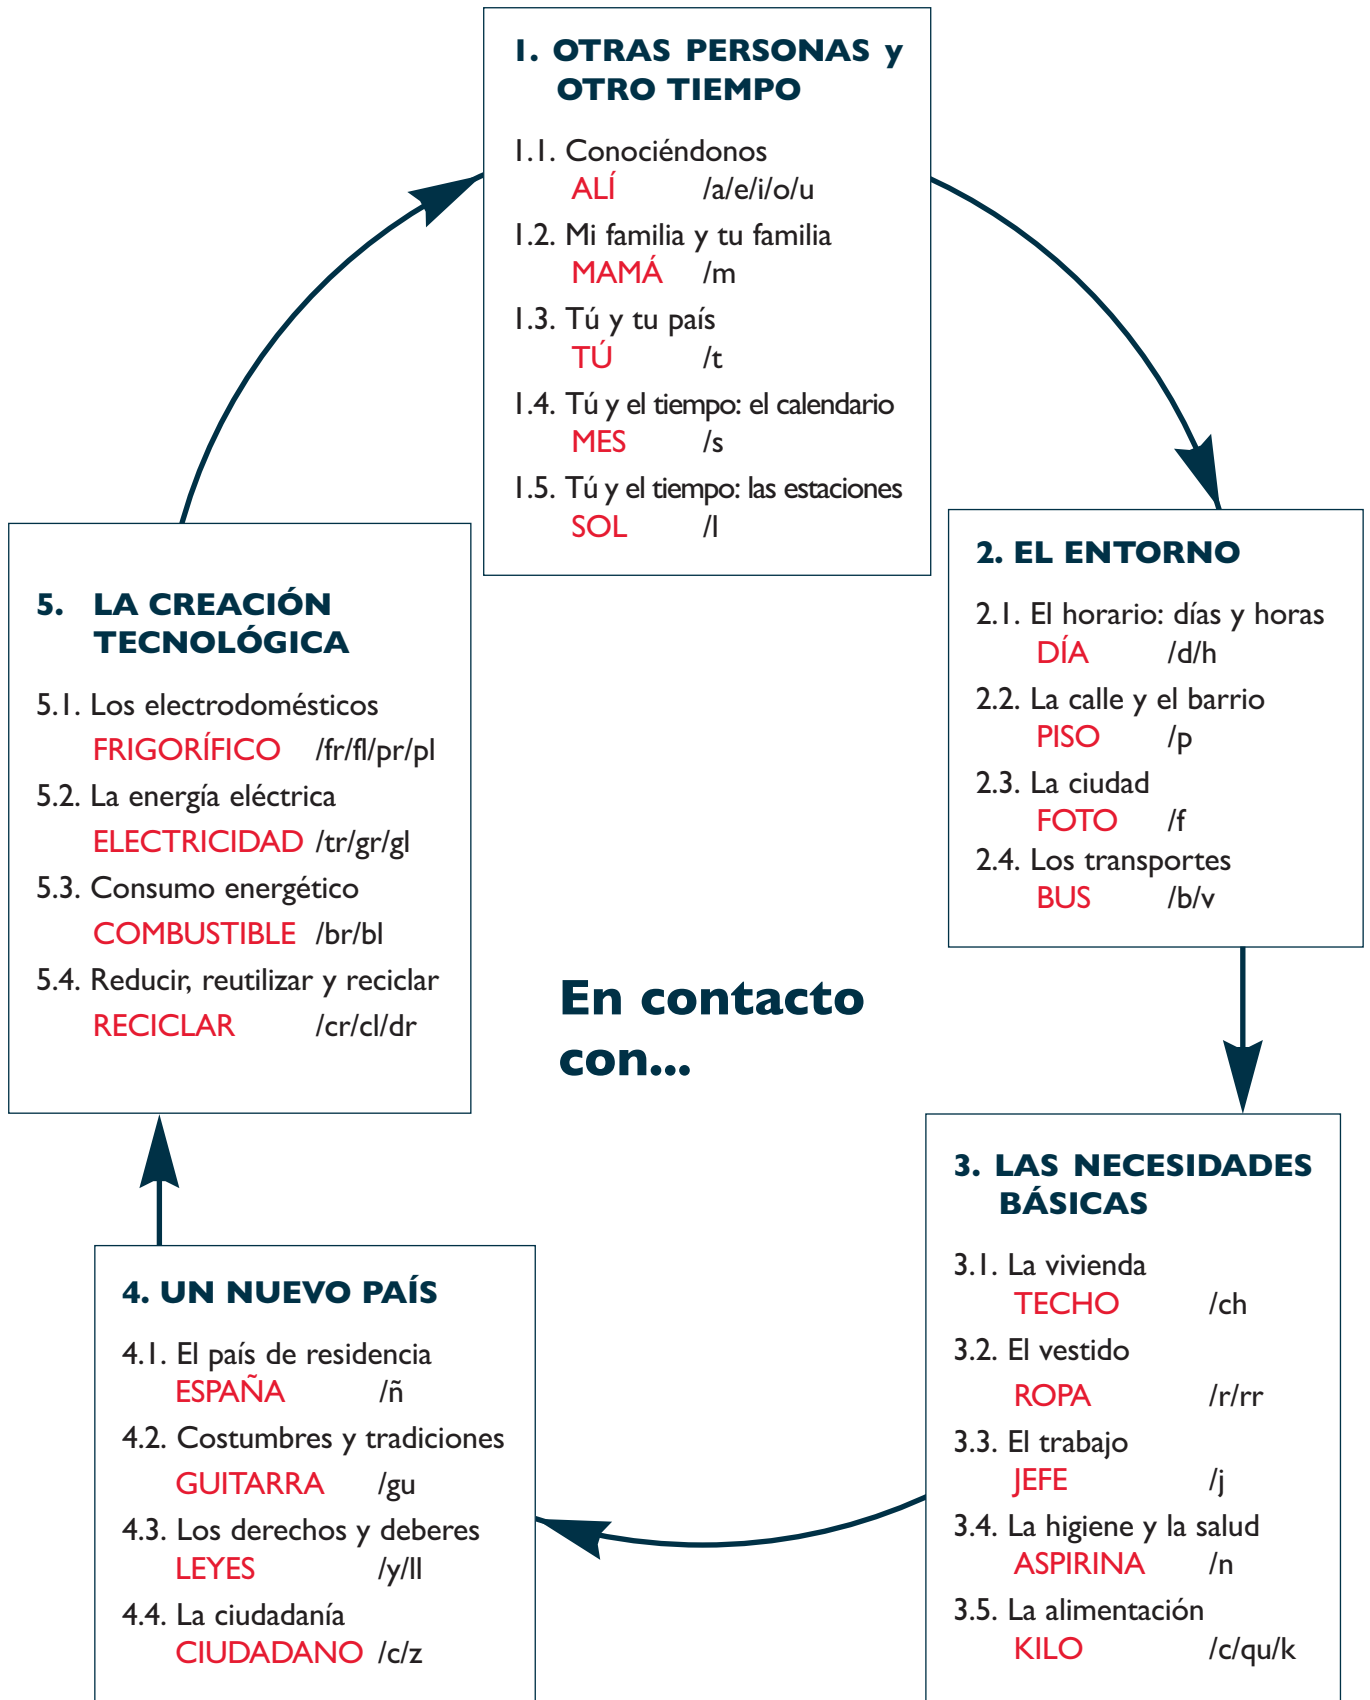 1. OTRAS PERSONAS y
OTRO TIEMPO
1.1. Conociéndonos
ALÍ /a/e/i/o/u
1.2. Mi familia y tu familia
MAMÁ /m
1.3. Tú y tu país
TÚ /t
1.4. Tú y el tiempo: el calendario
MES /s
1.5. Tú y el tiempo: las estaciones
SOL /l
2. EL ENTORNO
2.1. El horario: días y horas
DÍA /d/h
2.2. La calle y el barrio
PISO /p
2.3. La ciudad
FOTO /f
2.4. Los transportes
BUS /b/v
3. LAS NECESIDADES
BÁSICAS
3.1. La vivienda
TECHO /ch
3.2. El vestido
ROPA /r/rr
3.3. El trabajo
JEFE /j
3.4. La higiene y la salud
ASPIRINA /n
3.5. La alimentación
KILO /c/qu/k
4. UN NUEVO PAÍS
4.1. El país de residencia
ESPAÑA /ñ
4.2. Costumbres y tradiciones
GUITARRA /gu
4.3. Los derechos y deberes
LEYES /y/ll
4.4. La ciudadanía
CIUDADANO /c/z
5. LA CREACIÓN
TECNOLÓGICA
5.1. Los electrodomésticos
FRIGORÍFICO /fr/fl/pr/pl
5.2. La energía eléctrica
ELECTRICIDAD /tr/gr/gl
5.3. Consumo energético
COMBUSTIBLE /br/bl
5.4. Reducir, reutilizar y reciclar
RECICLAR /cr/cl/dr
En contacto
con...